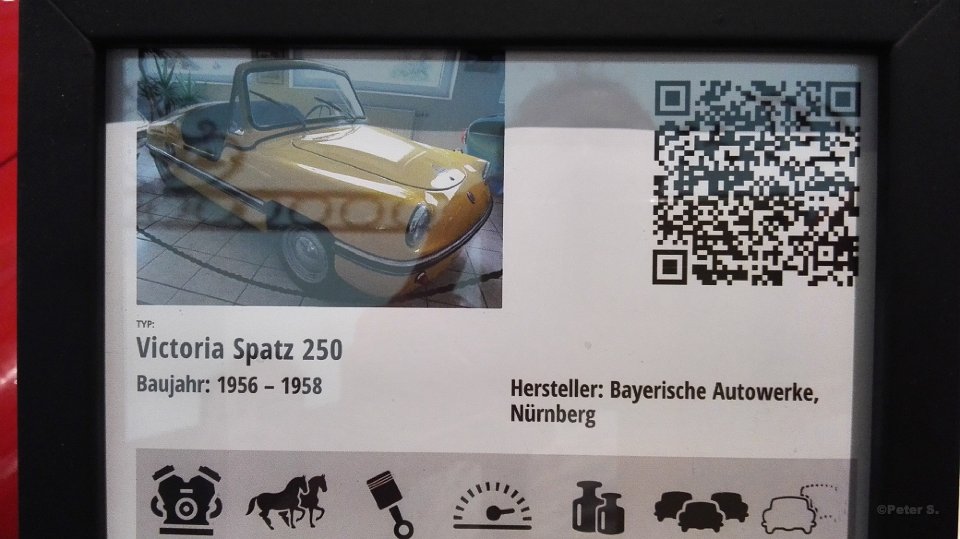 TYP:
Victoria Spatz 250
Baujahr: 1956 – 1958
Hersteller: Bayerische Autowerke,
Nürnberg
©Peter S.